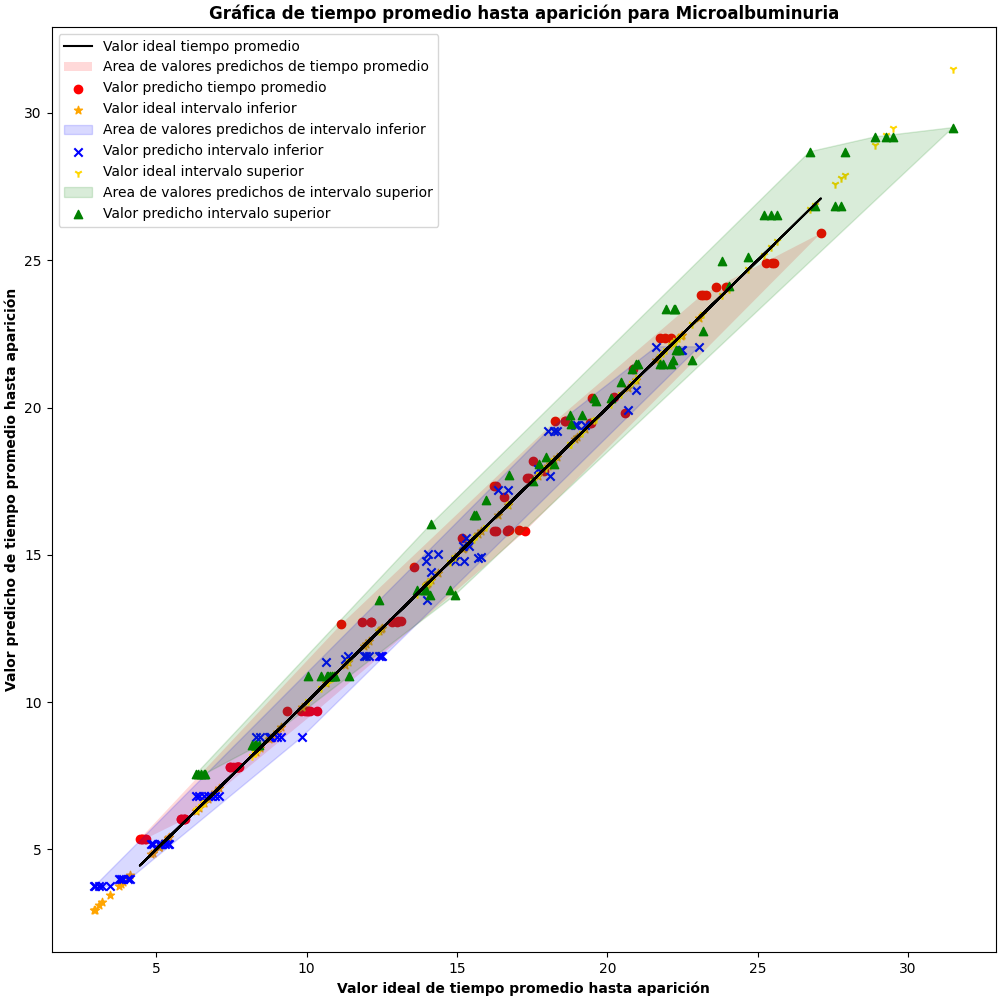 Gráfica de tiempo promedio hasta aparición para Microalbuminuria
Valor ideal tiempo promedio
Area de valores predichos de tiempo promedio
Valor predicho tiempo promedio
Valor ideal intervalo inferior
Area de valores predichos de intervalo inferior
Valor predicho intervalo inferior
Valor ideal intervalo superior
Area de valores predichos de intervalo superior
Valor predicho intervalo superior
Valor predicho de tiempo promedio hasta aparición
30
25
20
15
10
5
5 10 15 20 25 30
Valor ideal de tiempo promedio hasta aparición